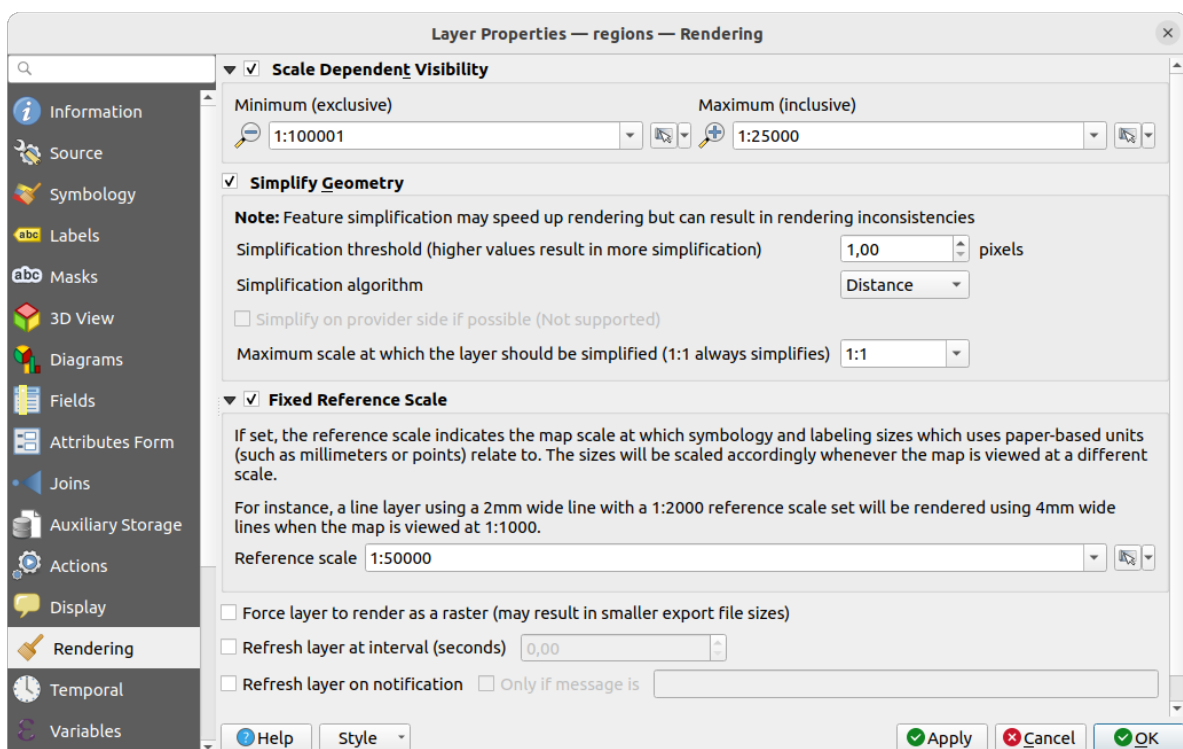 Layer Properties — regions — Rendering
Information
Source
Symbology
abc Labels
abc Masks
3D View
Diagrams
Fields
Attributes Form
Joins
Auxiliary Storage
Actions
Display
Rendering
Temporal
Variables
Scale Dependent Visibility
Minimum (exclusive) Maximum (inclusive)
1:100001 1:25000
Simplify Geometry
Note: Feature simplification may speed up rendering but can result in rendering inconsistencies
Simplification threshold (higher values result in more simplification) 1,00 pixels
Simplification algorithm Distance
Simplify on provider side if possible (Not supported)
Maximum scale at which the layer should be simplified (1:1 always simplifies) 1:1
Fixed Reference Scale
If set, the reference scale indicates the map scale at which symbology and labeling sizes which uses paper-based units
(such as millimeters or points) relate to. The sizes will be scaled accordingly whenever the map is viewed at a different
scale.
For instance, a line layer using a 2mm wide line with a 1:2000 reference scale set will be rendered using 4mm wide
lines when the map is viewed at 1:1000.
Reference scale 1:50000
Force layer to render as a raster (may result in smaller export file sizes)
Refresh layer at interval (seconds) 0,00
Refresh layer on notification Only if message is
Help Style Apply Cancel OK